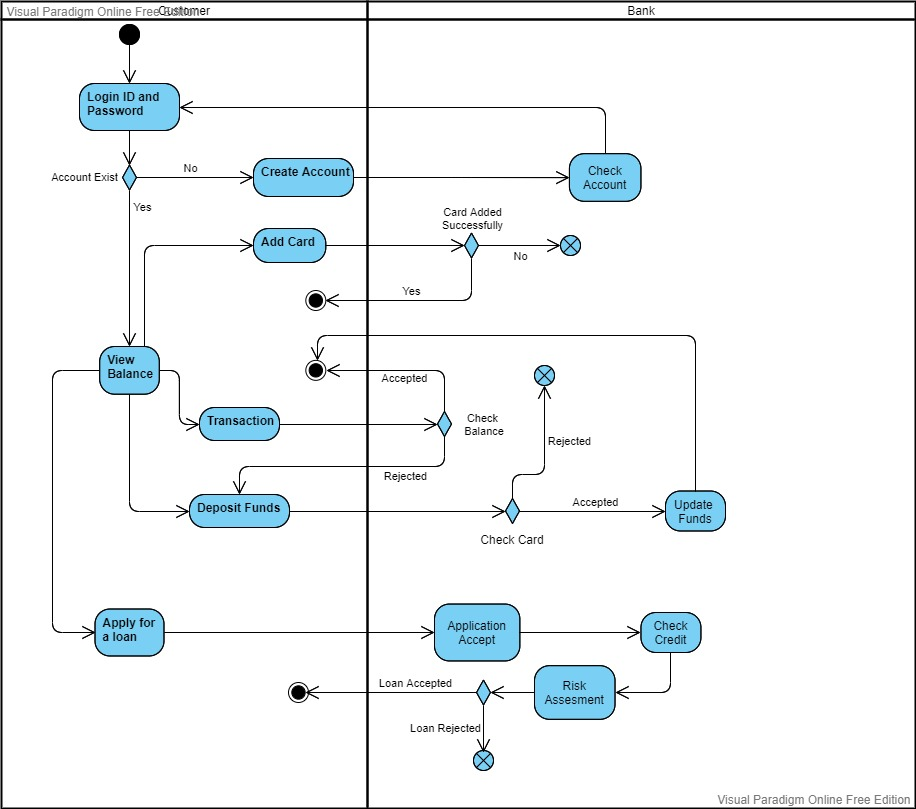 Visual Paradigm Online Free Edition
Customer
Bank
Login ID and
Password
Account Exist
No
Create Account
Check
Account
Yes
Card Added
Successfully
Add Card
No
Yes
View
Balance
Accepted
Transaction
Check
Balance
Rejected
Rejected
Deposit Funds
Accepted
Update
Funds
Check Card
Apply for
a loan
Application
Accept
Check
Credit
Loan Accepted
Risk
Assesment
Loan Rejected
Visual Paradigm Online Free Edition